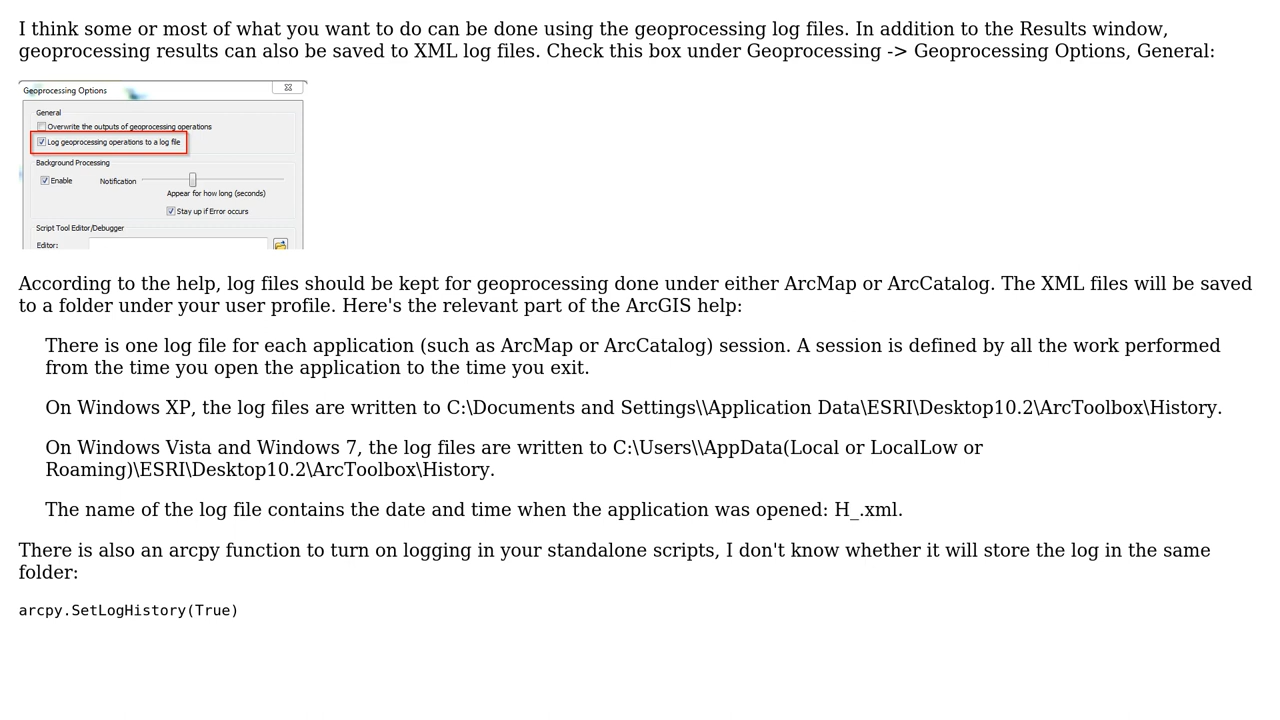 I think some or most of what you want to do can be done using the geoprocessing log files. In addition to the Results window,
geoprocessing results can also be saved to XML log files. Check this box under Geoprocessing -> Geoprocessing Options, General:
Geoprocessing Options
General
Overwrite the outputs of geoprocessing operations
Log geoprocessing operations to a log file
Background Processing
Enable Notification
Appear for how long (seconds)
Stay up if Error occurs
Script Tool Editor/Debugger
Editor:
According to the help, log files should be kept for geoprocessing done under either ArcMap or ArcCatalog. The XML files will be saved
to a folder under your user profile. Here's the relevant part of the ArcGIS help:
There is one log file for each application (such as ArcMap or ArcCatalog) session. A session is defined by all the work performed
from the time you open the application to the time you exit.
On Windows XP, the log files are written to C:\Documents and Settings\\Application Data\ESRI\Desktop10.2\ArcToolbox\History.
On Windows Vista and Windows 7, the log files are written to C:\Users\\AppData(Local or LocalLow or
Roaming)\ESRI\Desktop10.2\ArcToolbox\History.
The name of the log file contains the date and time when the application was opened: H_.xml.
There is also an arcpy function to turn on logging in your standalone scripts, I don't know whether it will store the log in the same
folder:
arcpy.SetLogHistory(True)